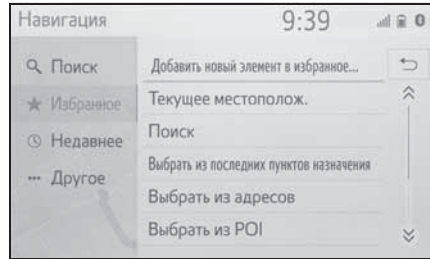 Навигация 9:39
Поиск
Избранное
Недавнее
Другое
Добавить новый элемент в избранное...
Текущее местополож.
Поиск
Выбрать из последних пунктов назначения
Выбрать из адресов
Выбрать из POI